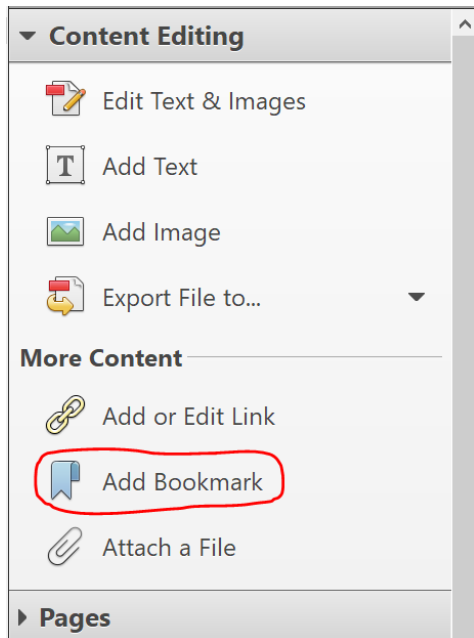 Content Editing
Edit Text & Images
T Add Text
Add Image
Export File to...
More Content
Add or Edit Link
Add Bookmark
Attach a File
Pages